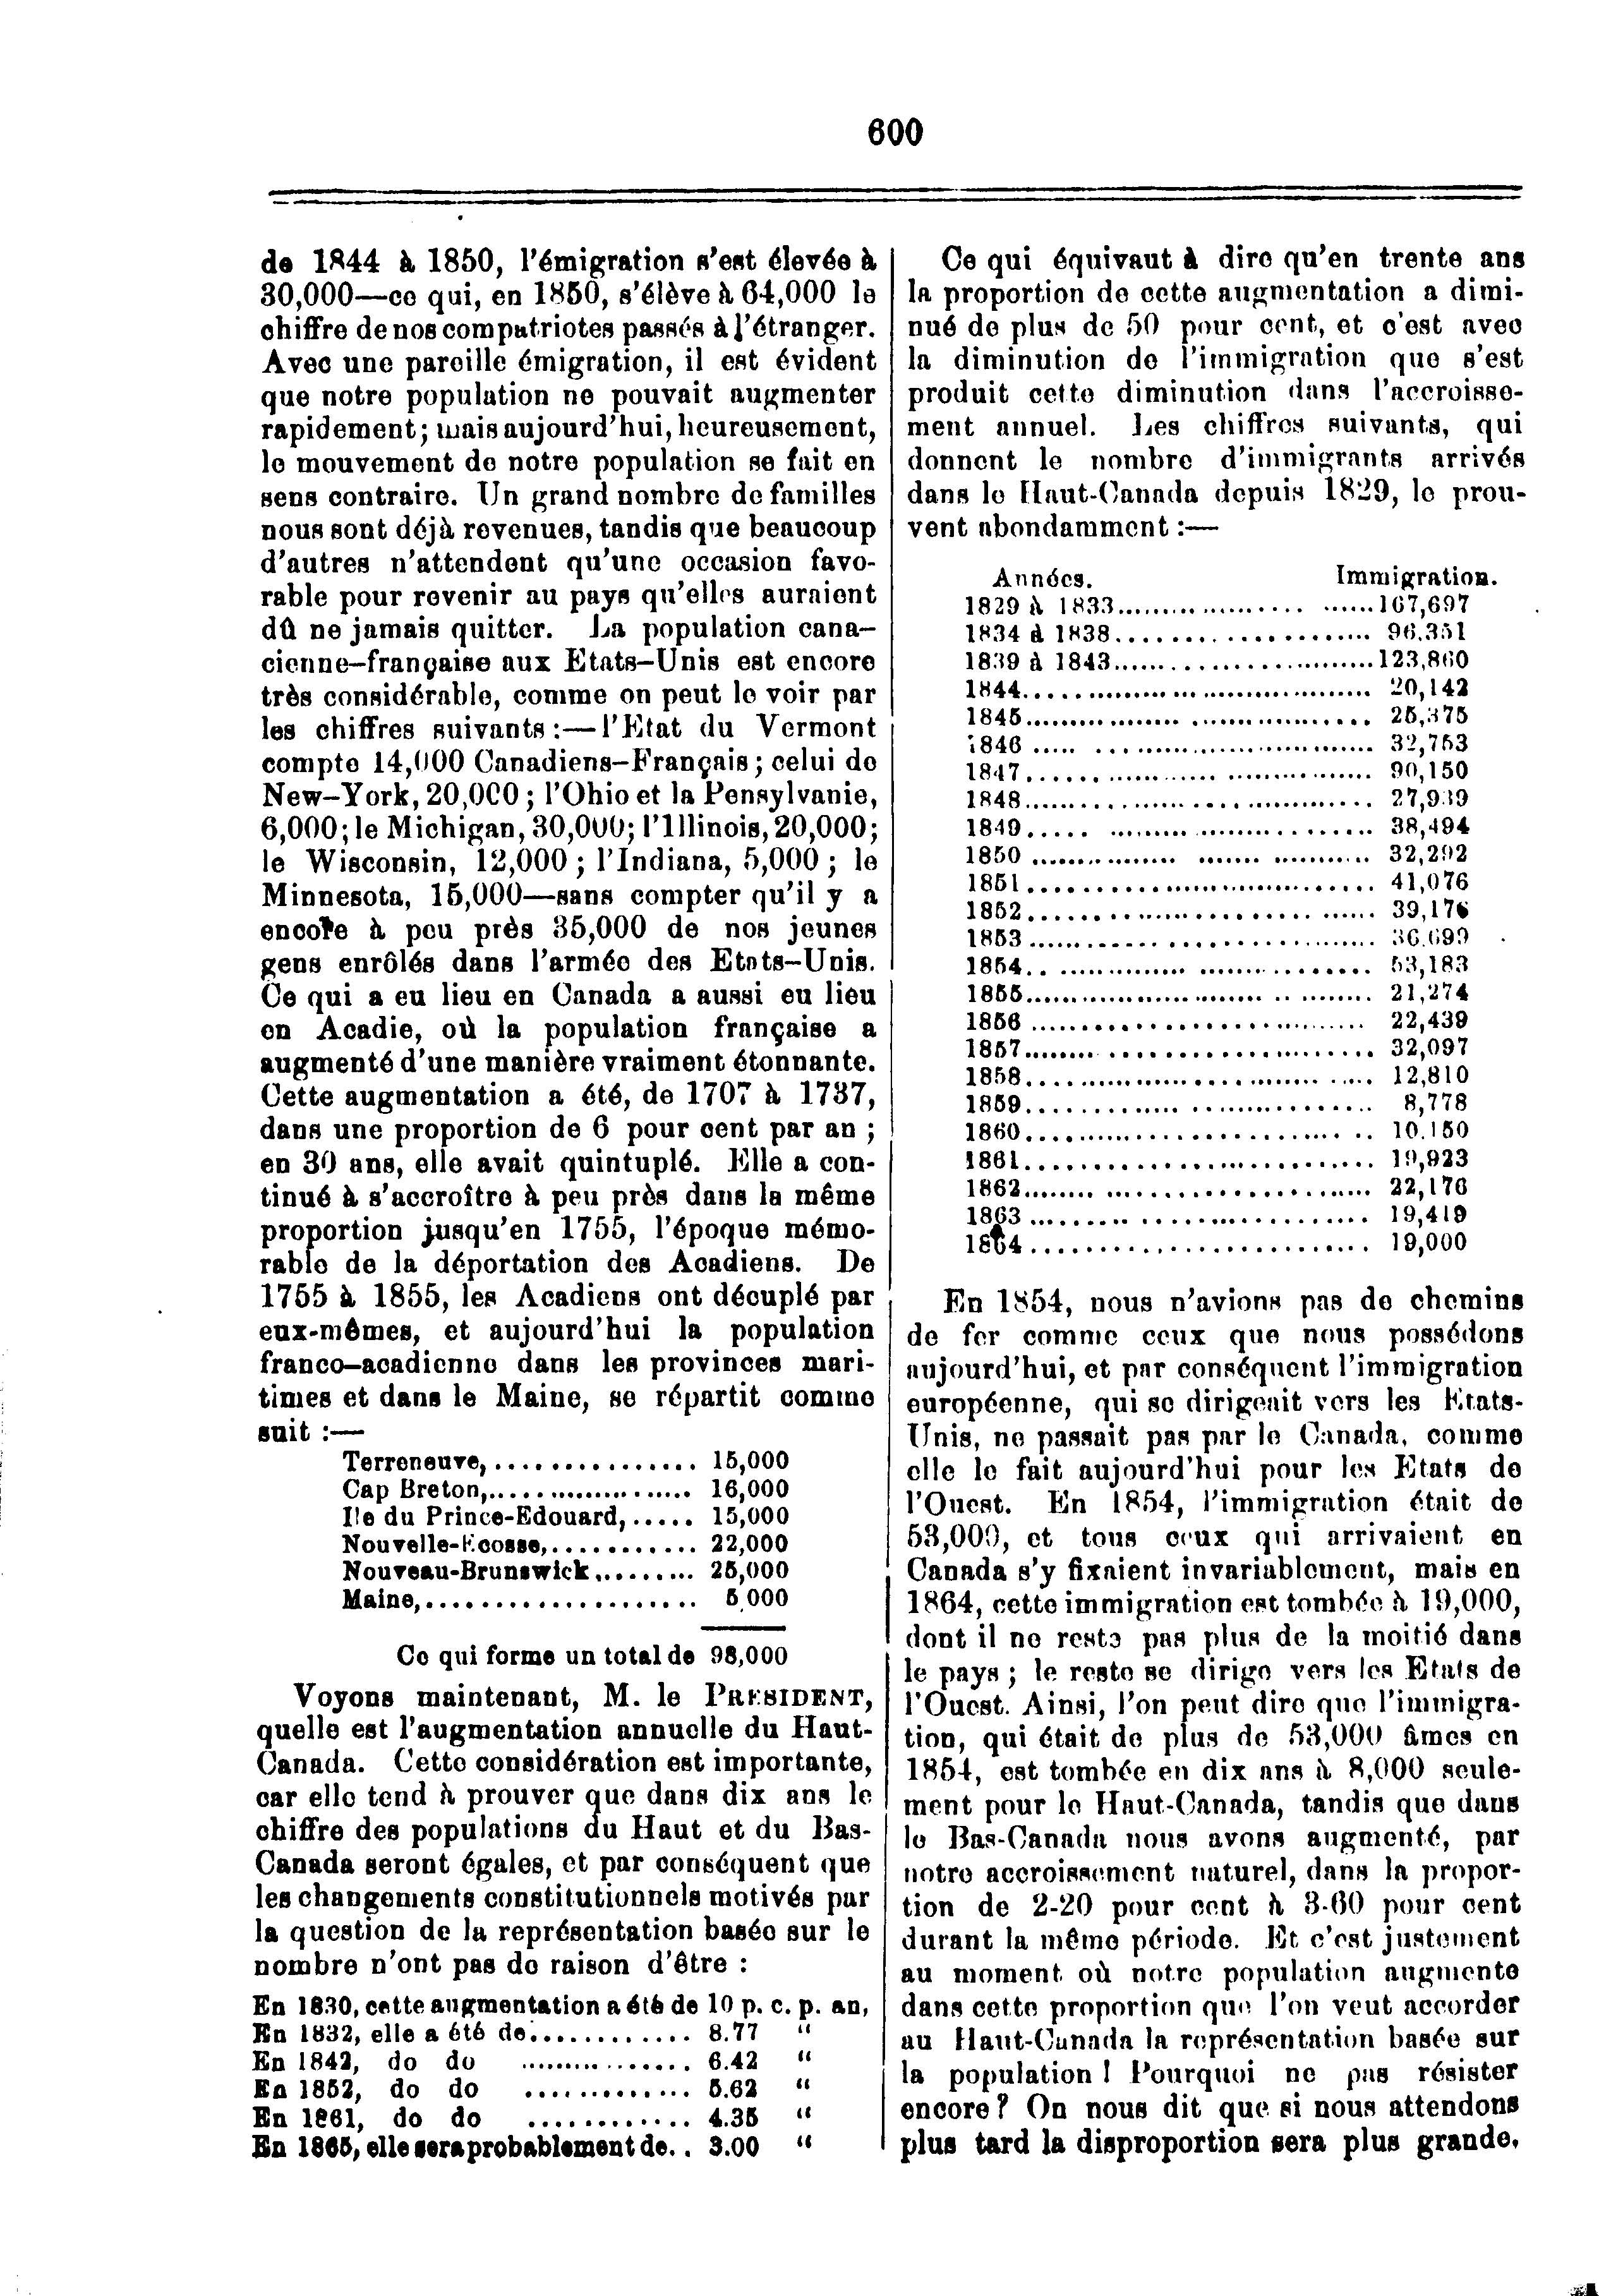 600
de 1844 à 1850, l'émigration s'est élevée à
30,000—ce qui, en 1850, s'élève à 64,000 le
chiffre de nos compatriotes passés à l'étranger.
Avec une pareille émigration, il est évident
que notre population ne pouvait augmenter
rapidement; mais aujourd'hui, heureusement,
le mouvement de notre population se fait en
sens contraire. Un grand nombre de familles
nous sont déjà revenues, tandis que beaucoup
d'autres n'attendent qu'une occasion favo-
rable pour revenir au pays qu'elles auraient
dû ne jamais quitter. La population cana-
cienne-française aux Etats-Unis est encore
très considérable, comme on peut le voir par
les chiffres suivants:—l'Etat du Vermont
compte 14,000 Canadiens-Français; celui de
New-York, 20,000; l'Ohio et la Pensylvanie,
6,000; le Michigan, 30,000; l'Illinois, 20,000;
le Wisconsin, 12,000; l'Indiana, 5,000; le
Minnesota, 15,000—sans compter qu'il y a
encore à peu près 35,000 de nos jeunes
gens enrôlés dans l'armée des Etats-Unis.
Ce qui a eu lieu en Canada a aussi eu lieu
en Acadie, où la population française a
augmenté d'une manière vraiment étonnante.
Cette augmentation a été, de 1707 à 1737,
dans une proportion de 6 pour cent par an;
en 30 ans, elle avait quintuplé. Elle a con-
tinué à s'accroître à peu près dans la même
proportion jusqu'en 1755, l'époque mémo-
rable de la déportation des Acadiens. De
1755 à 1855, les Acadiens ont décuplé par
eux-mêmes, et aujourd'hui la population
franco-acadienne dans les provinces mari-
times et dans le Maine, se répartit comme
suit :—
Terreneuve, ............... 15,000
Cap Breton, ............... 16,000
Ile du Prince-Edouard, ..... 15,000
Nouvelle-Ecosse, ........... 22,000
Nouveau-Brunswick, ........ 25,000
Maine, ................... 5,000
Ce qui forme un total de 98,000
Voyons maintenant, M. le PRESIDENT,
quelle est l'augmentation annuelle du Haut-
Canada. Cette considération est importante,
car elle tend à prouver que dans dix ans le
chiffre des populations du Haut et du Bas-
Canada seront égales, et par conséquent que
les changements constitutionnels motivés par
la question de la représentation basée sur le
nombre n'ont pas de raison d'être :
En 1830, cette augmentation a été de 10 p. c. p. an,
En 1832, elle a été de ............ 8.77 "
En 1842, do do ............... 6.42 "
En 1852, do do ............. 5.62 "
En 1861, do do ............ 4.35 "
En 1865, elle sera probablement de.. 3.00 "
Ce qui équivaut à dire qu'en trente ans
la proportion de cette augmentation a dimi-
nué de plus de 50 pour cent, et c'est avec
la diminution de l'immigration que s'est
produit cette diminution dans l'accroisse-
ment annuel. Les chiffres suivants, qui
donnent le nombre d'immigrants arrivés
dans le Haut-Canada depuis 1829, le prou-
vent abondamment :—
Années. Immigration.
1829 à 1833 .................... 167,697
1834 à 1838 .................... 96,351
1839 à 1843 .................... 123,860
1844 ......................... 20,142
1845 ......................... 25,375
1846 ......................... 32,753
1847 ......................... 90,150
1848 ......................... 27,939
1849 ......................... 38,494
1850 ......................... 32,292
1851 ......................... 41,076
1852 ......................... 39,176
1853 ......................... 36,699
1854 ......................... 53,183
1855 ......................... 21,274
1856 ......................... 22,439
1857 ......................... 32,097
1858 ......................... 12,810
1859 ......................... 8,778
1860 ......................... 10,150
1861 ......................... 19,923
1862 ......................... 22,176
1863 ......................... 19,419
1864 ......................... 19,000
En 1854, nous n'avions pas de chemins
de fer comme ceux que nous possédons
aujourd'hui, et par conséquent l'immigration
européenne, qui se dirigeait vers les Etats-
Unis, ne passait pas par le Canada, comme
elle le fait aujourd'hui pour les Etats de
l'Ouest. En 1854, l'immigration était de
53,000, et tous ceux qui arrivaient en
Canada s'y fixaient invariablement, mais en
1864, cette immigration est tombée à 19,000,
dont il ne reste pas plus de la moitié dans
le pays; le reste se dirige vers les Etats de
l'Ouest. Ainsi, l'on peut dire que l'immigra-
tion, qui était de plus de 53,000 âmes en
1854, est tombée en dix ans à 8,000 seule-
ment pour le Haut-Canada, tandis que dans
le Bas-Canada nous avons augmenté, par
notre accroissement naturel, dans la propor-
tion de 2-20 pour cent à 3-60 pour cent
durant la même période. Et c'est justement
au moment où notre population augmente
dans cette proportion que l'on veut accorder
au Haut-Canada la représentation basée sur
la population! Pourquoi ne pas résister
encore? On nous dit que si nous attendons
plus tard la disproportion sera plus grande.